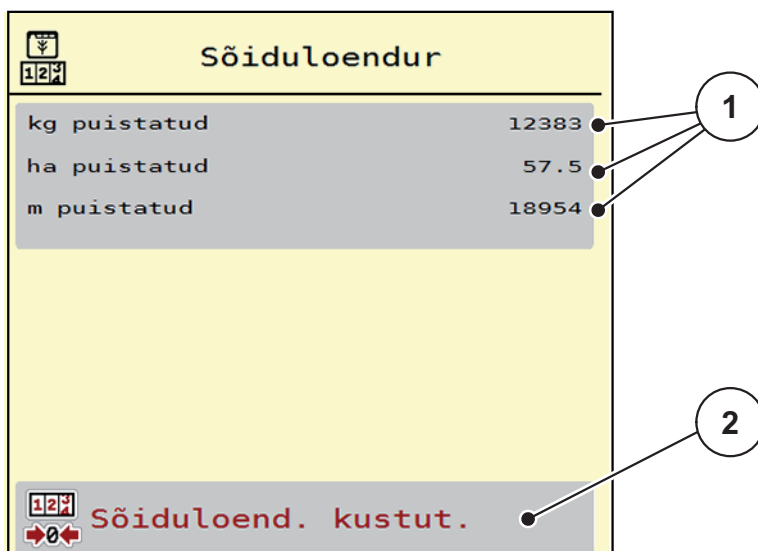 Sõiduloendur
kg puistatud 12383
ha puistatud 57.5
m puistatud 18954
1
2
Sõiduloend. kustut.